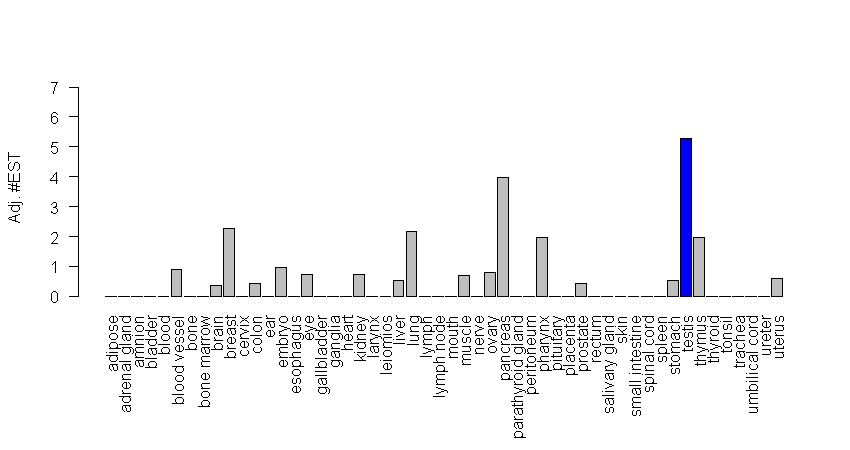 7
6
5
4
3
2
1
0
Adj. #EST
adipose
adrenal gland
amnion
bladder
blood
blood vessel
bone
bone marrow
brain
breast
cervix
colon
ear
embryo
esophagus
eye
gallbladder
ganglia
heart
kidney
larynx
leiomios
liver
lung
lymph
lymph node
mouth
muscle
nerve
ovary
pancreas
parathyroid gland
peritoneum
pharynx
pituitary
placenta
prostate
rectum
salivary gland
skin
small intestine
spinal cord
spleen
stomach
testis
thymus
thyroid
tonsil
trachea
umbilical cord
ureter
uterus